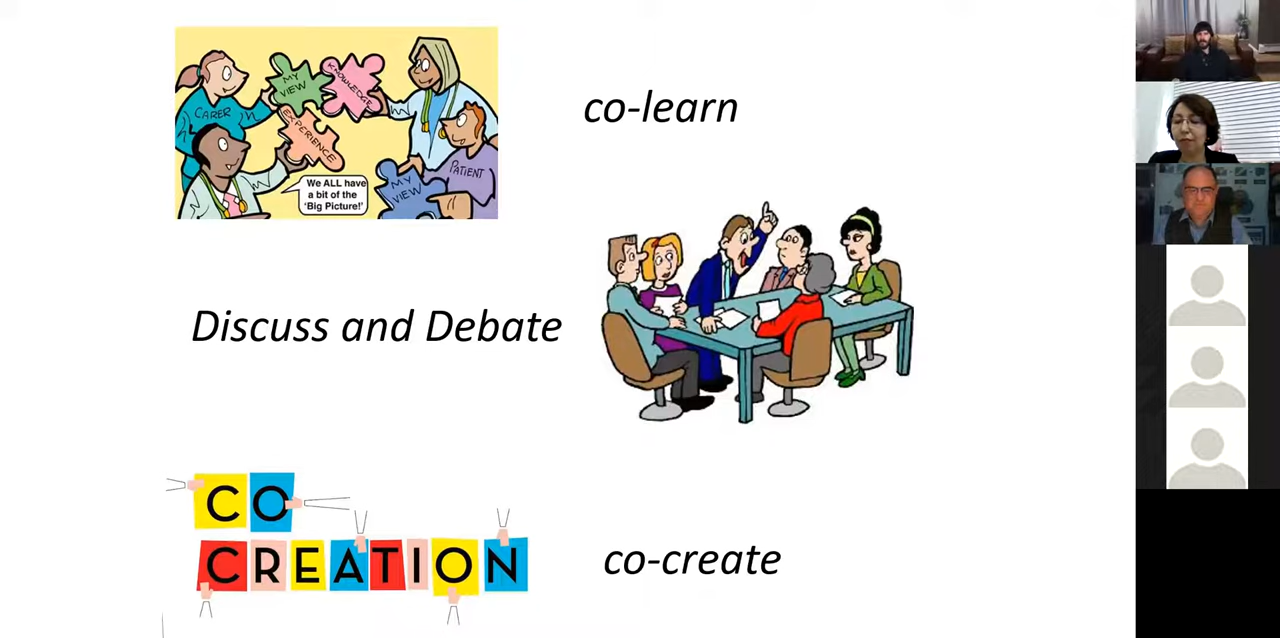 CARER
MY
VIEW
KNOWLEDGE
EXPERIENCE
PATIENT
MY
VIEW
We ALL have
a bit of the
'Big Picture!'
co-learn
Discuss and Debate
CO
CREATION
co-create